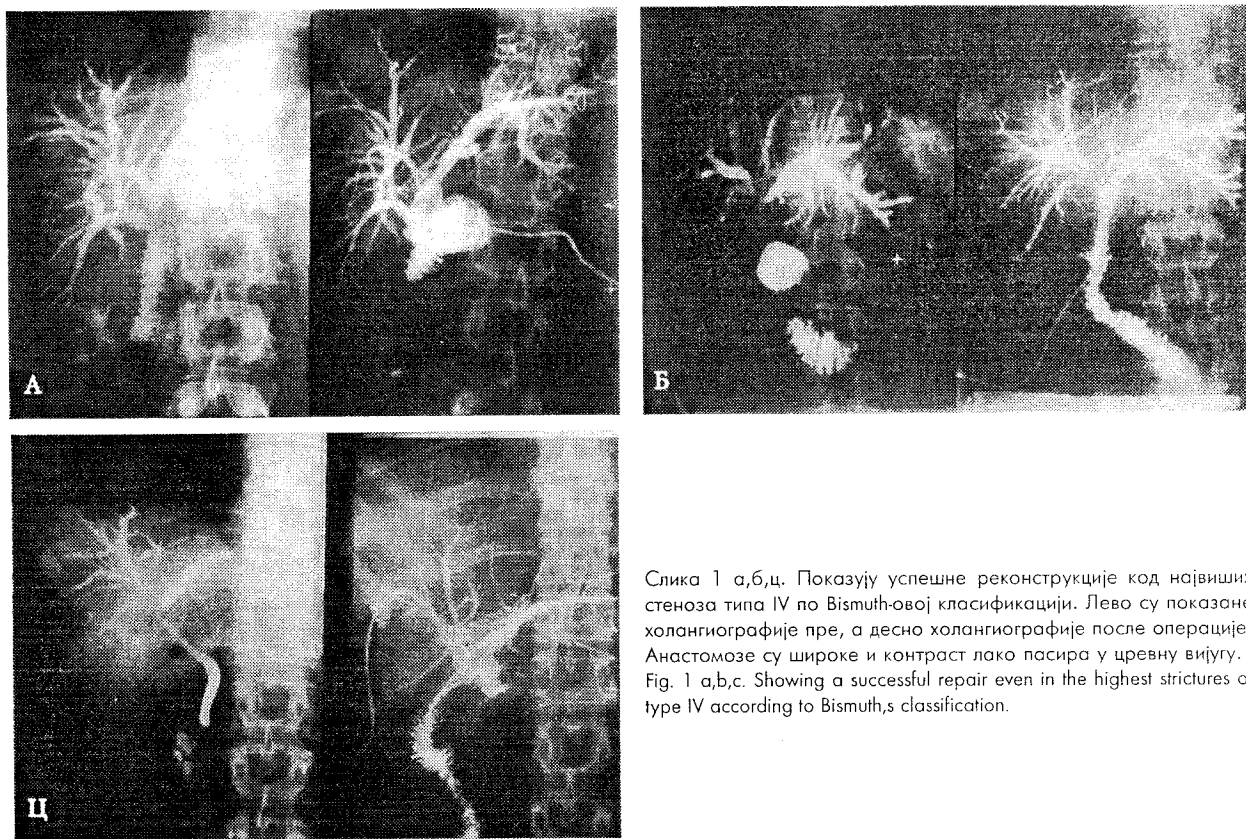 А
Б
Ц
Слика 1 а,б,ц. Показују успешне реконструкције код највиших
стеноза типа IV по Bismuth-овој класификацији. Лево су показане
холангиографије пре, а десно холангиографије после операције
Анастомозе су широке и контраст лако пасира у цревну вијугу.
Fig. 1 a,b,c. Showing a successful repair even in the highest strictures o
type IV according to Bismuth,s classification.